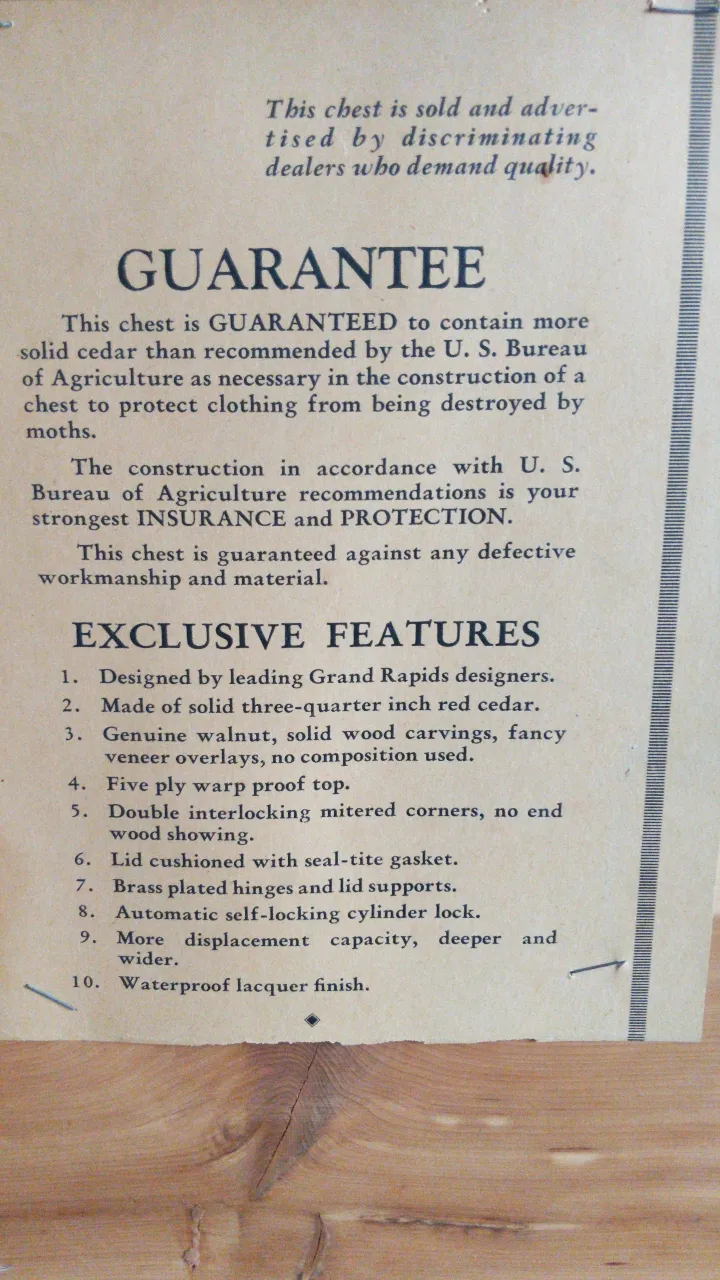 This chest is sold and adver-
tised by discriminating
dealers who demand quality.
GUARANTEE
This chest is GUARANTEED to contain more
solid cedar than recommended by the U. S. Bureau
of Agriculture as necessary in the construction of a
chest to protect clothing from being destroyed by
moths.
The construction in accordance with U. S.
Bureau of Agriculture recommendations is your
strongest INSURANCE and PROTECTION.
This chest is guaranteed against any defective
workmanship and material.
EXCLUSIVE FEATURES
1. Designed by leading Grand Rapids designers.
2. Made of solid three-quarter inch red cedar.
3. Genuine walnut, solid wood carvings, fancy
veneer overlays, no composition used.
4. Five ply warp proof top.
5. Double interlocking mitered corners, no end
wood showing.
6. Lid cushioned with seal-tite gasket.
7. Brass plated hinges and lid supports.
8. Automatic self-locking cylinder lock.
9. More displacement capacity, deeper and
wider.
10. Waterproof lacquer finish.